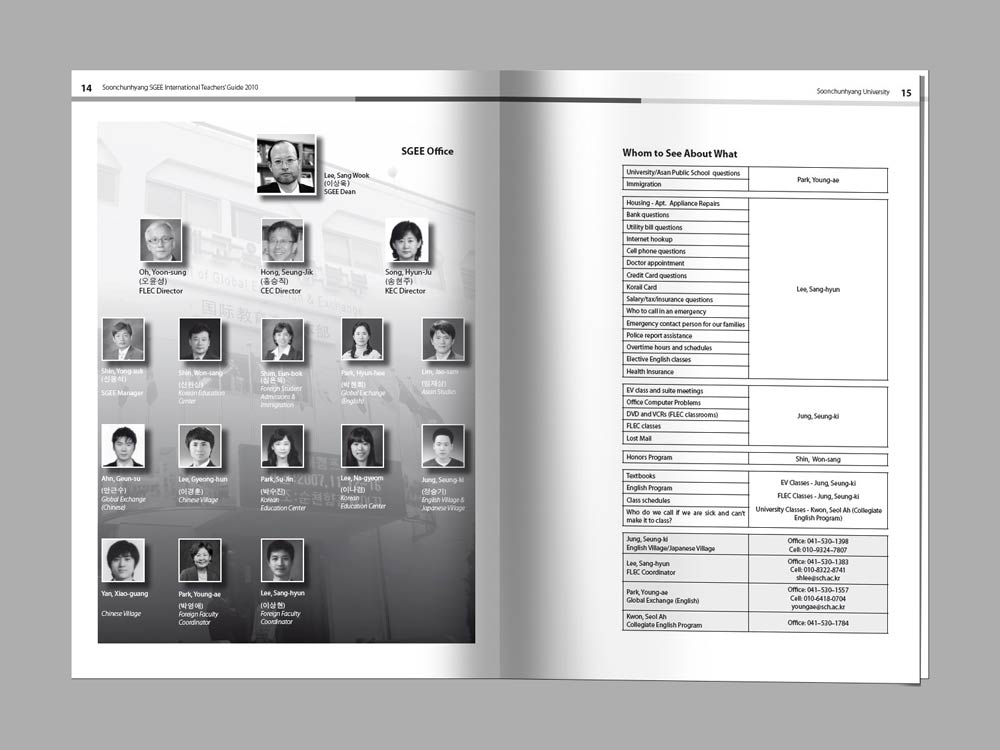 14 Soonchunhyang SGEE International Teachers' Guide 2010
SGEE Office
Lee, Sang Wook
(이상욱)
SGEE Dean
Oh, Yoon-sung
(오윤성)
FLEC Director
Hong, Seung-Jik
(홍승직)
CEC Director
Song, Hyun-Ju
(송현주)
KEC Director
Shin, Yong-suk
(신용석)
SGEE Manager
Shin, Won-sang
(신원상)
Korean Education
Center
Shim, Eun-bok
(심은복)
Foreign Student
Admissions &
Immigration
Park, Hyun-hee
(박현희)
Global Exchange
(English)
Lim, Jae-sam
(임재삼)
Asian Studies
Ahn, Geun-su
(안근수)
Global Exchange
(Chinese)
Lee, Gyeong-hun
(이경훈)
Chinese Village
Park, Su-Jin
(박수진)
Korean
Education Center
Lee, Na-gyeom
(이나겸)
Korean
Education Center
Jung, Seung-ki
(정승기)
English Village &
Japanese Village
Yan, Xiao-guang
Chinese Village
Park, Young-ae
(박영애)
Foreign Faculty
Coordinator
Lee, Sang-hyun
(이상현)
Foreign Faculty
Coordinator
of Global Education & Exchange
国际教育
2007.11.
Soonchunhyang University 15
Whom to See About What
University/Asan Public School questions
Immigration
Park, Young-ae
Housing - Apt. Appliance Repairs
Bank questions
Utility bill questions
Internet hookup
Cell phone questions
Doctor appointment
Credit Card questions
Korail Card
Salary/tax/insurance questions
Who to call in an emergency
Emergency contact person for our families
Police report assistance
Overtime hours and schedules
Elective English classes
Health Insurance
Lee, Sang-hyun
EV class and suite meetings
Office Computer Problems
DVD and VCRs (FLEC classrooms)
FLEC classes
Lost Mail
Jung, Seung-ki
Honors Program
Shin, Won-sang
Textbooks
English Program
Class schedules
Who do we call if we are sick and can't
make it to class?
EV Classes - Jung, Seung-ki
FLEC Classes - Jung, Seung-ki
University Classes - Kwon, Seol Ah (Collegiate
English Program)
Jung, Seung-ki
English Village/Japanese Village
Office: 041–530–1398
Cell: 010–9324–7807
Lee, Sang-hyun
FLEC Coordinator
Office: 041–530–1383
Cell: 010-8322-8741
shlee@sch.ac.kr
Park, Young-ae
Global Exchange (English)
Office: 041–530–1557
Cell: 010-6418-0704
youngae@sch.ac.kr
Kwon, Seol Ah
Collegiate English Program
Office: 041–530–1784